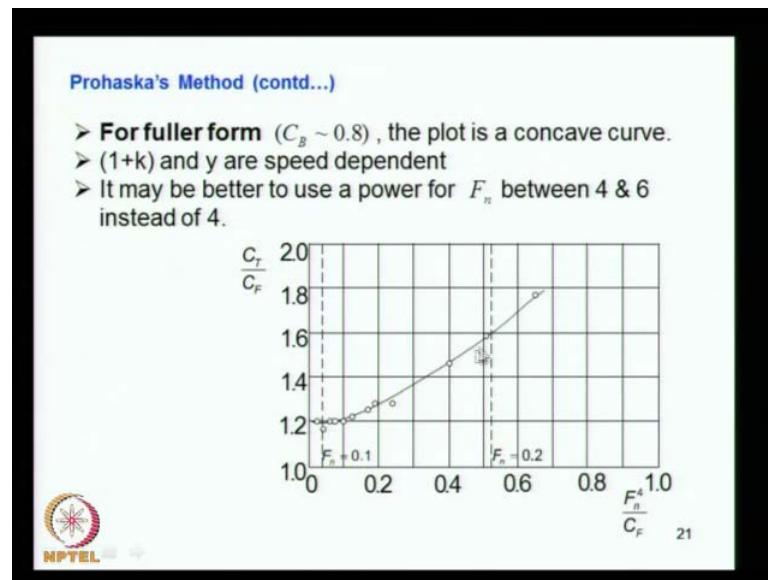 Prohaska's Method (contd...)
➢ For fuller form (C_B ~ 0.8) , the plot is a concave curve.
➢ (1+k) and y are speed dependent
➢ It may be better to use a power for F_n between 4 & 6
instead of 4.
C_T / C_F
2.0
1.8
1.6
1.4
1.2
1.0
F_n = 0.1
F_n = 0.2
0 0.2 0.4 0.6 0.8 1.0
F_n^4 / C_F
21
NPTEL